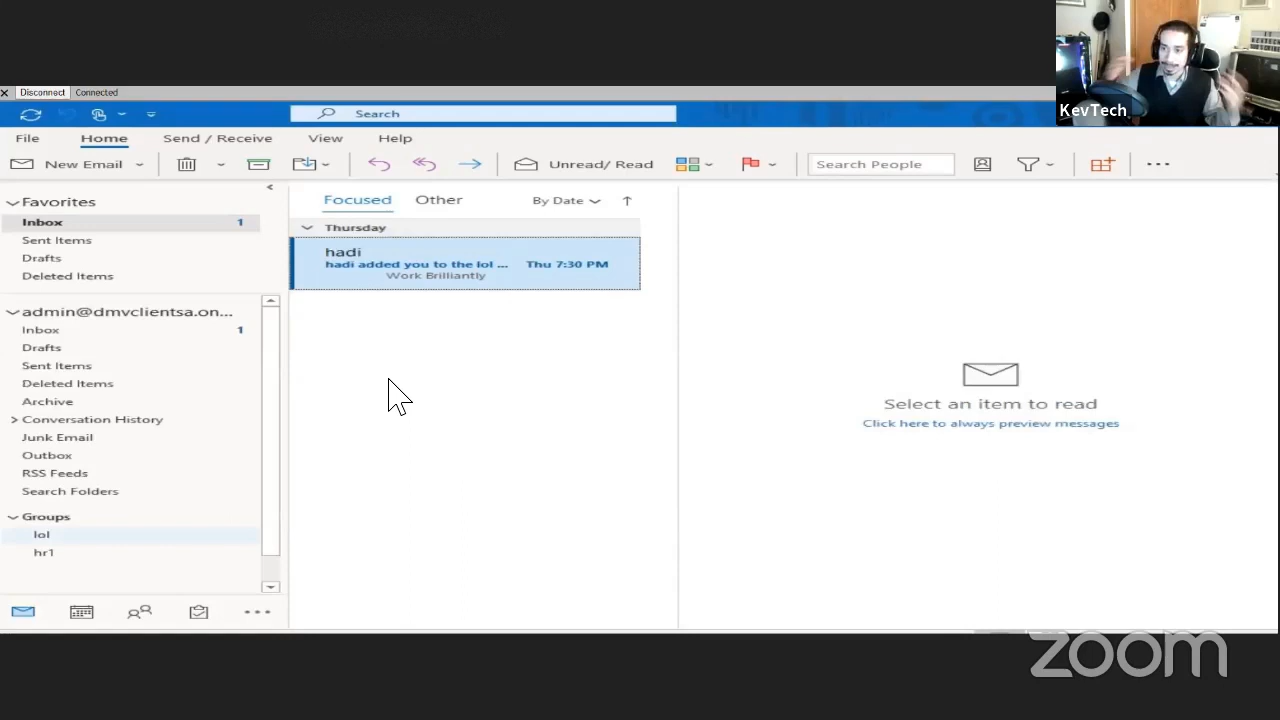 KevTech
Disconnect Connected
Search
File Home Send / Receive View Help
New Email Unread/ Read Search People
Favorites
Inbox 1
Sent Items
Drafts
Deleted Items
admin@dmvclientsa.on...
Inbox 1
Drafts
Sent Items
Deleted Items
Archive
Conversation History
Junk Email
Outbox
RSS Feeds
Search Folders
Groups
lol
hr1
Focused Other By Date
Thursday
hadi
hadi added you to the lol ... Thu 7:30 PM
Work Brilliantly
Select an item to read
Click here to always preview messages
zoom